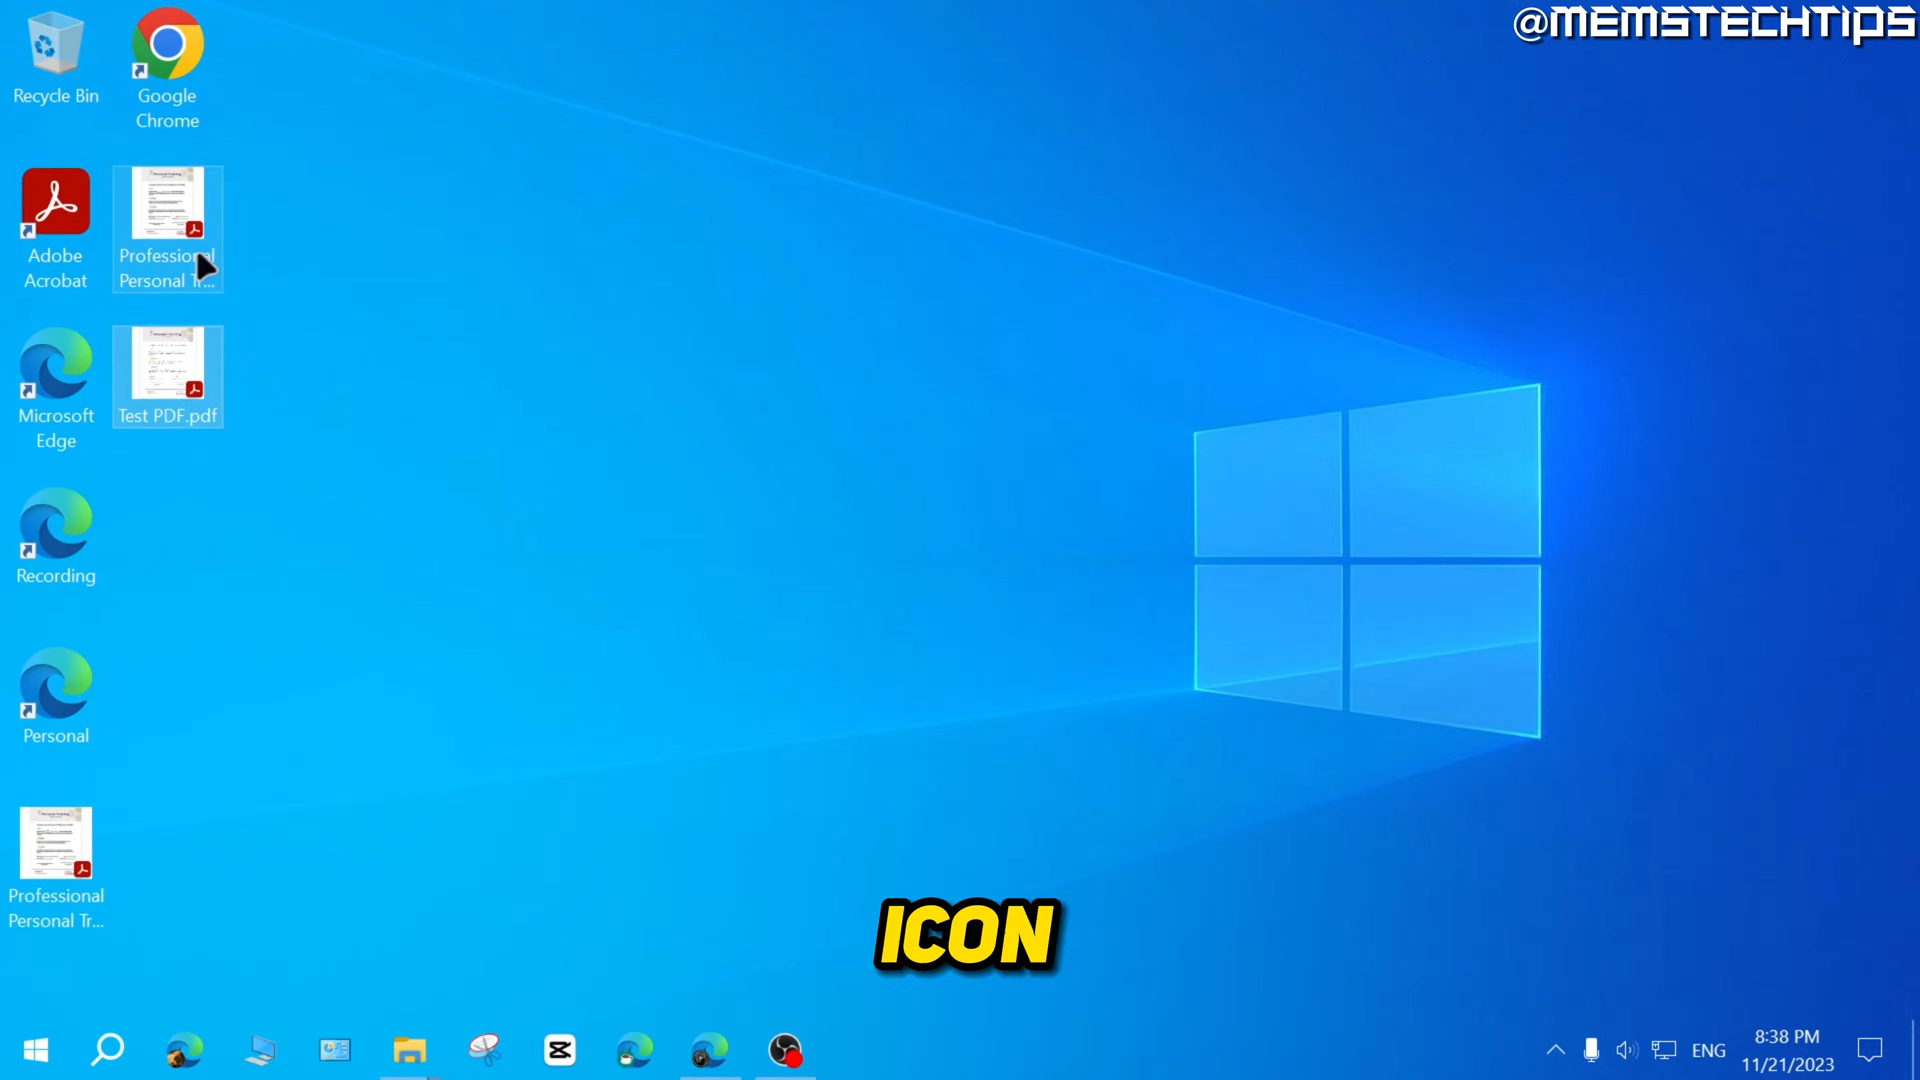 @MEMSTECHTIPS
Recycle Bin
Google
Chrome
Adobe
Acrobat
Professional
Personal Tr...
Microsoft
Edge
Test PDF.pdf
Recording
Personal
Professional
Personal Tr...
ICON
ENG
8:38 PM
11/21/2023